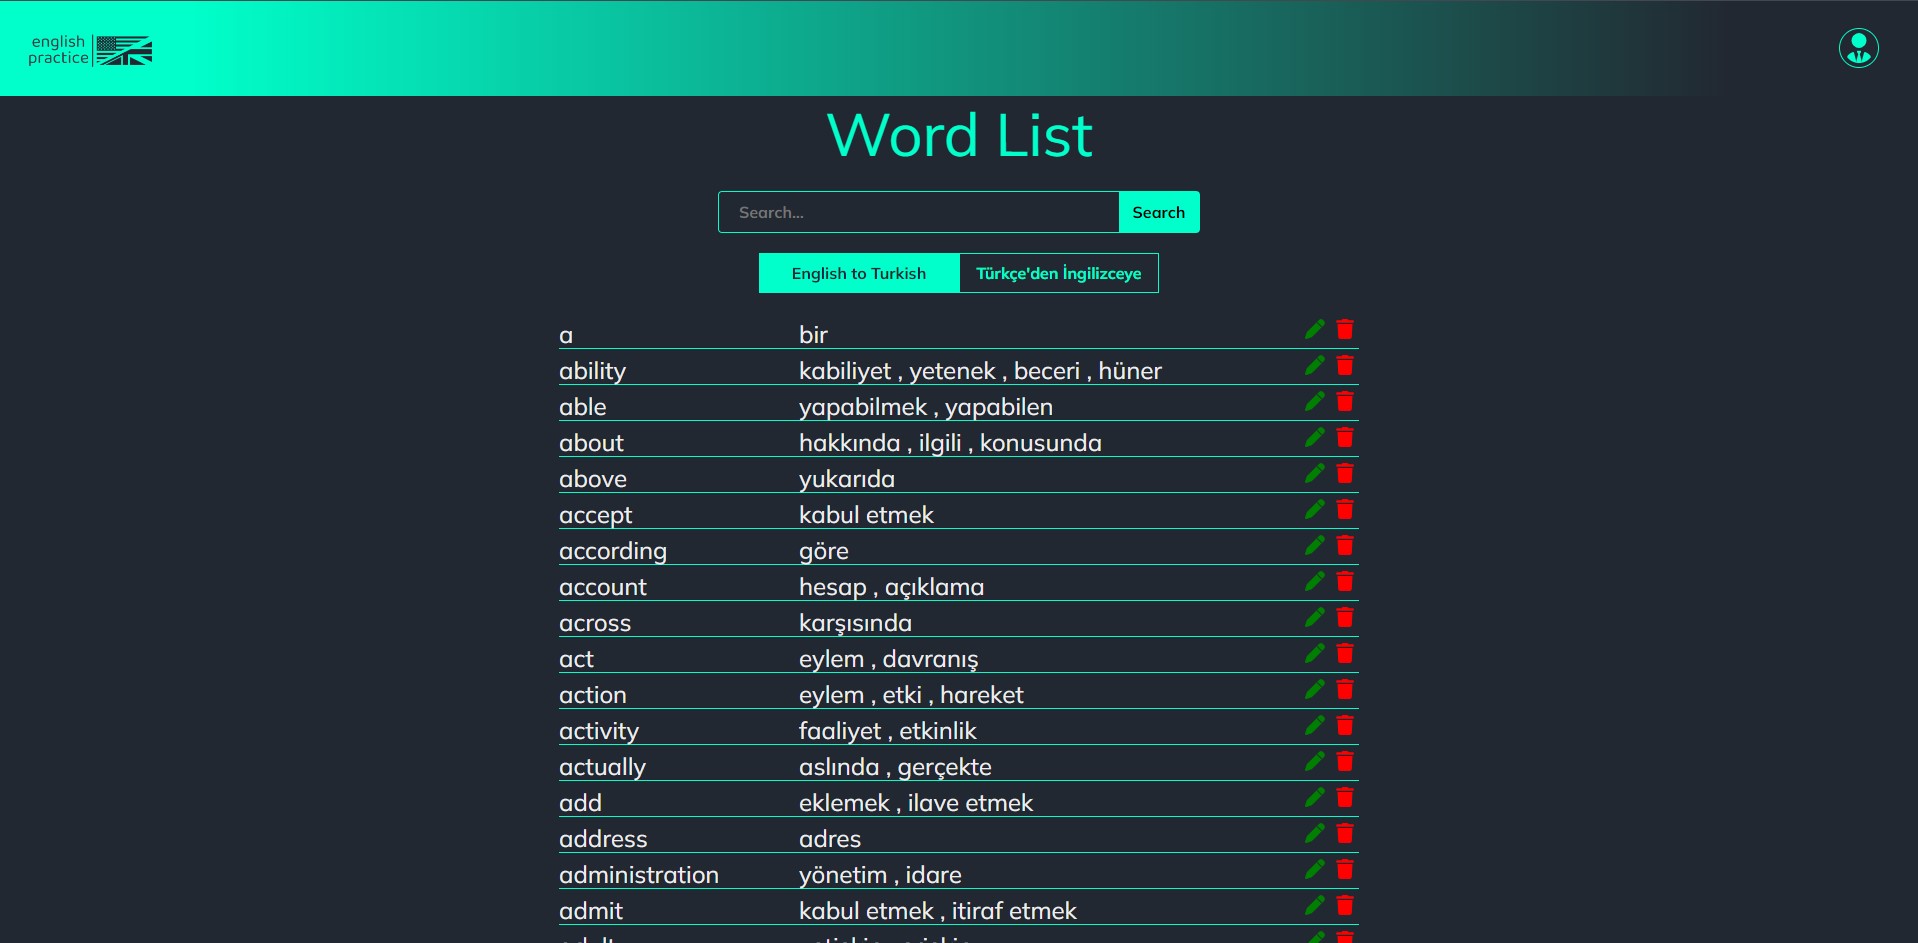 english
practice
Word List
Search...
Search
English to Turkish
Türkçe'den İngilizceye
a bir
ability kabiliyet , yetenek , beceri , hüner
able yapabilmek , yapabilen
about hakkında , ilgili , konusunda
above yukarıda
accept kabul etmek
according göre
account hesap , açıklama
across karşısında
act eylem , davranış
action eylem , etki , hareket
activity faaliyet , etkinlik
actually aslında , gerçekte
add eklemek , ilave etmek
address adres
administration yönetim , idare
admit kabul etmek , itiraf etmek